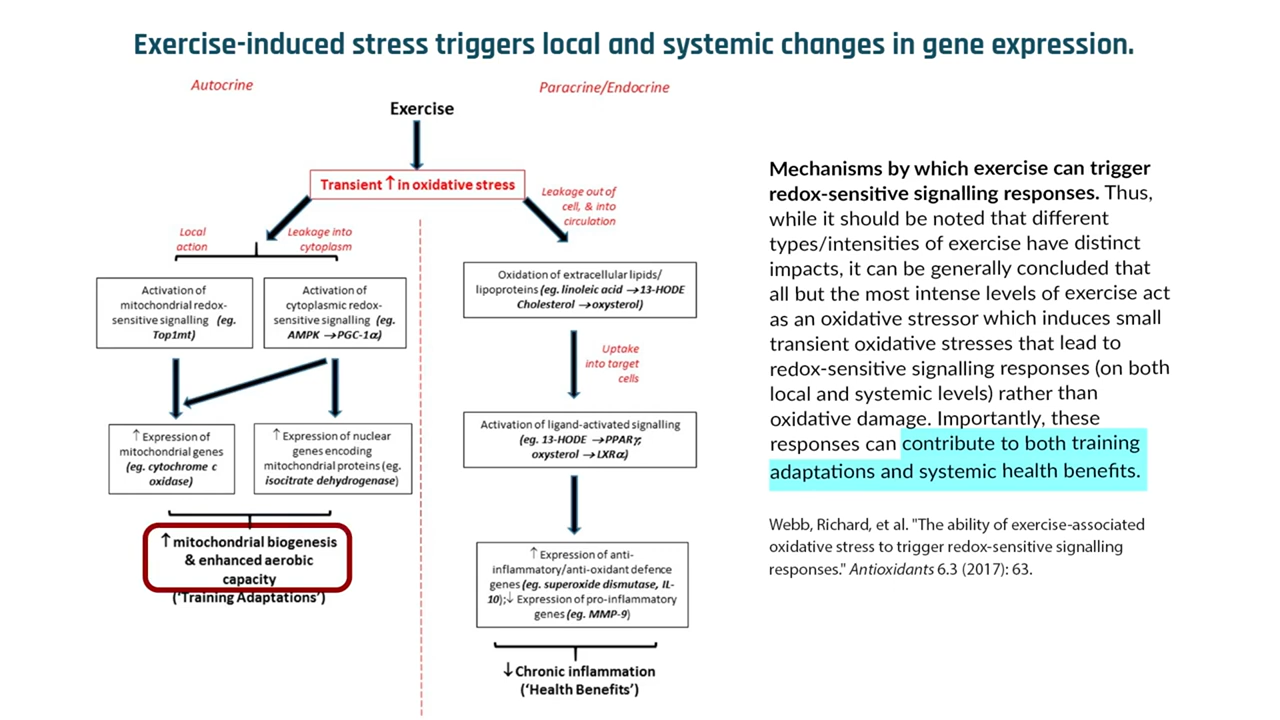 Exercise-induced stress triggers local and systemic changes in gene expression.
Autocrine
Paracrine/Endocrine
Exercise
Transient ↑ in oxidative stress
Leakage out of
cell, & into
circulation
Local
action
Leakage into
cytoplasm
Activation of
mitochondrial redox-
sensitive signalling (eg.
Top1mt)
Activation of
cytoplasmic redox-
sensitive signalling (eg.
AMPK →PGC-1α)
↑ Expression of
mitochondrial genes
(eg. cytochrome c
oxidase)
↑ Expression of nuclear
genes encoding
mitochondrial proteins (eg.
isocitrate dehydrogenase)
↑ mitochondrial biogenesis
& enhanced aerobic
capacity
('Training Adaptations')
Oxidation of extracellular lipids/
lipoproteins (eg. linoleic acid →13-HODE
Cholesterol →oxysterol)
Uptake
into target
cells
Activation of ligand-activated signalling
(eg. 13-HODE →PPARγ;
oxysterol →LXRα)
↑ Expression of anti-
inflammatory/anti-oxidant defence
genes (eg. superoxide dismutase, IL-
10);↓ Expression of pro-inflammatory
genes (eg. MMP-9)
↓ Chronic inflammation
('Health Benefits')
Mechanisms by which exercise can trigger
redox-sensitive signalling responses. Thus,
while it should be noted that different
types/intensities of exercise have distinct
impacts, it can be generally concluded that
all but the most intense levels of exercise act
as an oxidative stressor which induces small
transient oxidative stresses that lead to
redox-sensitive signalling responses (on both
local and systemic levels) rather than
oxidative damage. Importantly, these
responses can contribute to both training
adaptations and systemic health benefits.
Webb, Richard, et al. "The ability of exercise-associated
oxidative stress to trigger redox-sensitive signalling
responses." Antioxidants 6.3 (2017): 63.